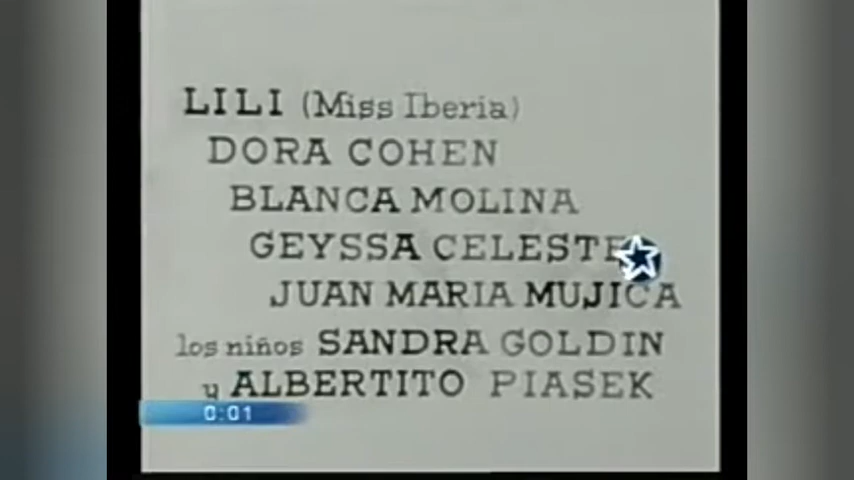 LILI (Miss Iberia)
DORA COHEN
BLANCA MOLINA
GEYSSA CELESTE
JUAN MARIA MUJICA
los niños SANDRA GOLDIN
y ALBERTITO PIASEK
0:01